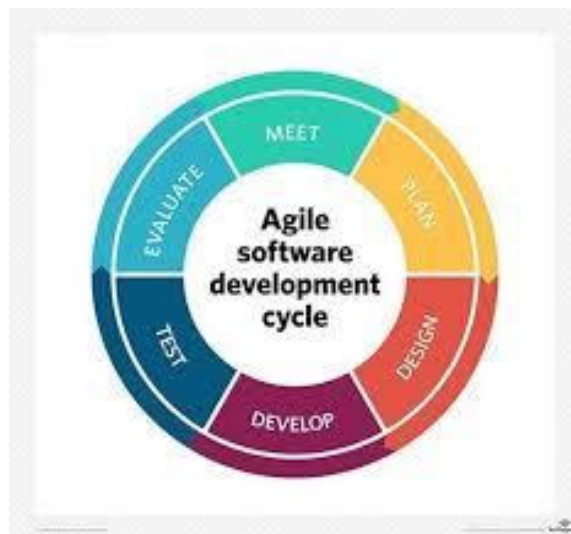 MEET
PLAN
DESIGN
DEVELOP
TEST
EVALUATE
Agile
software
development
cycle